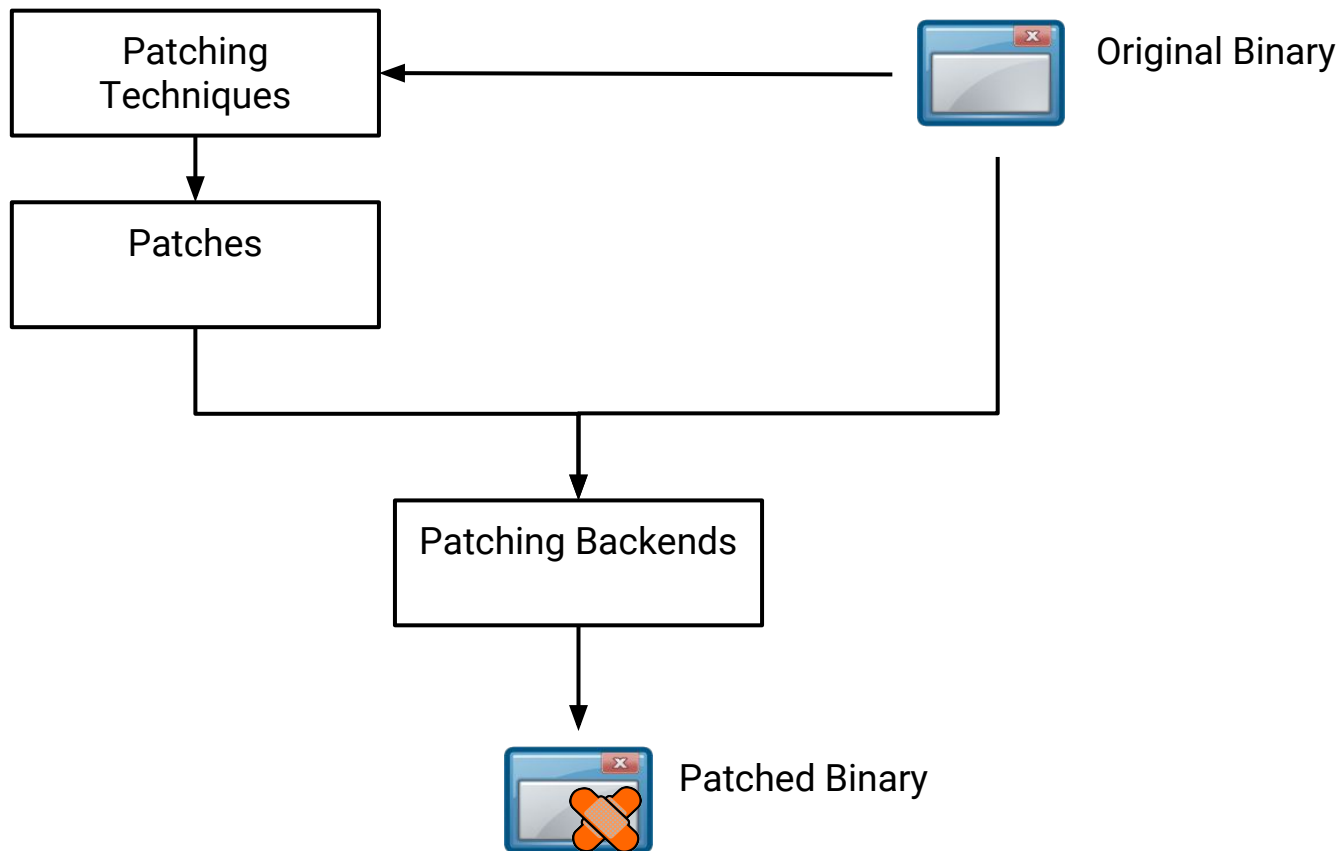 Patching
Techniques
Original Binary
Patches
Patching Backends
Patched Binary